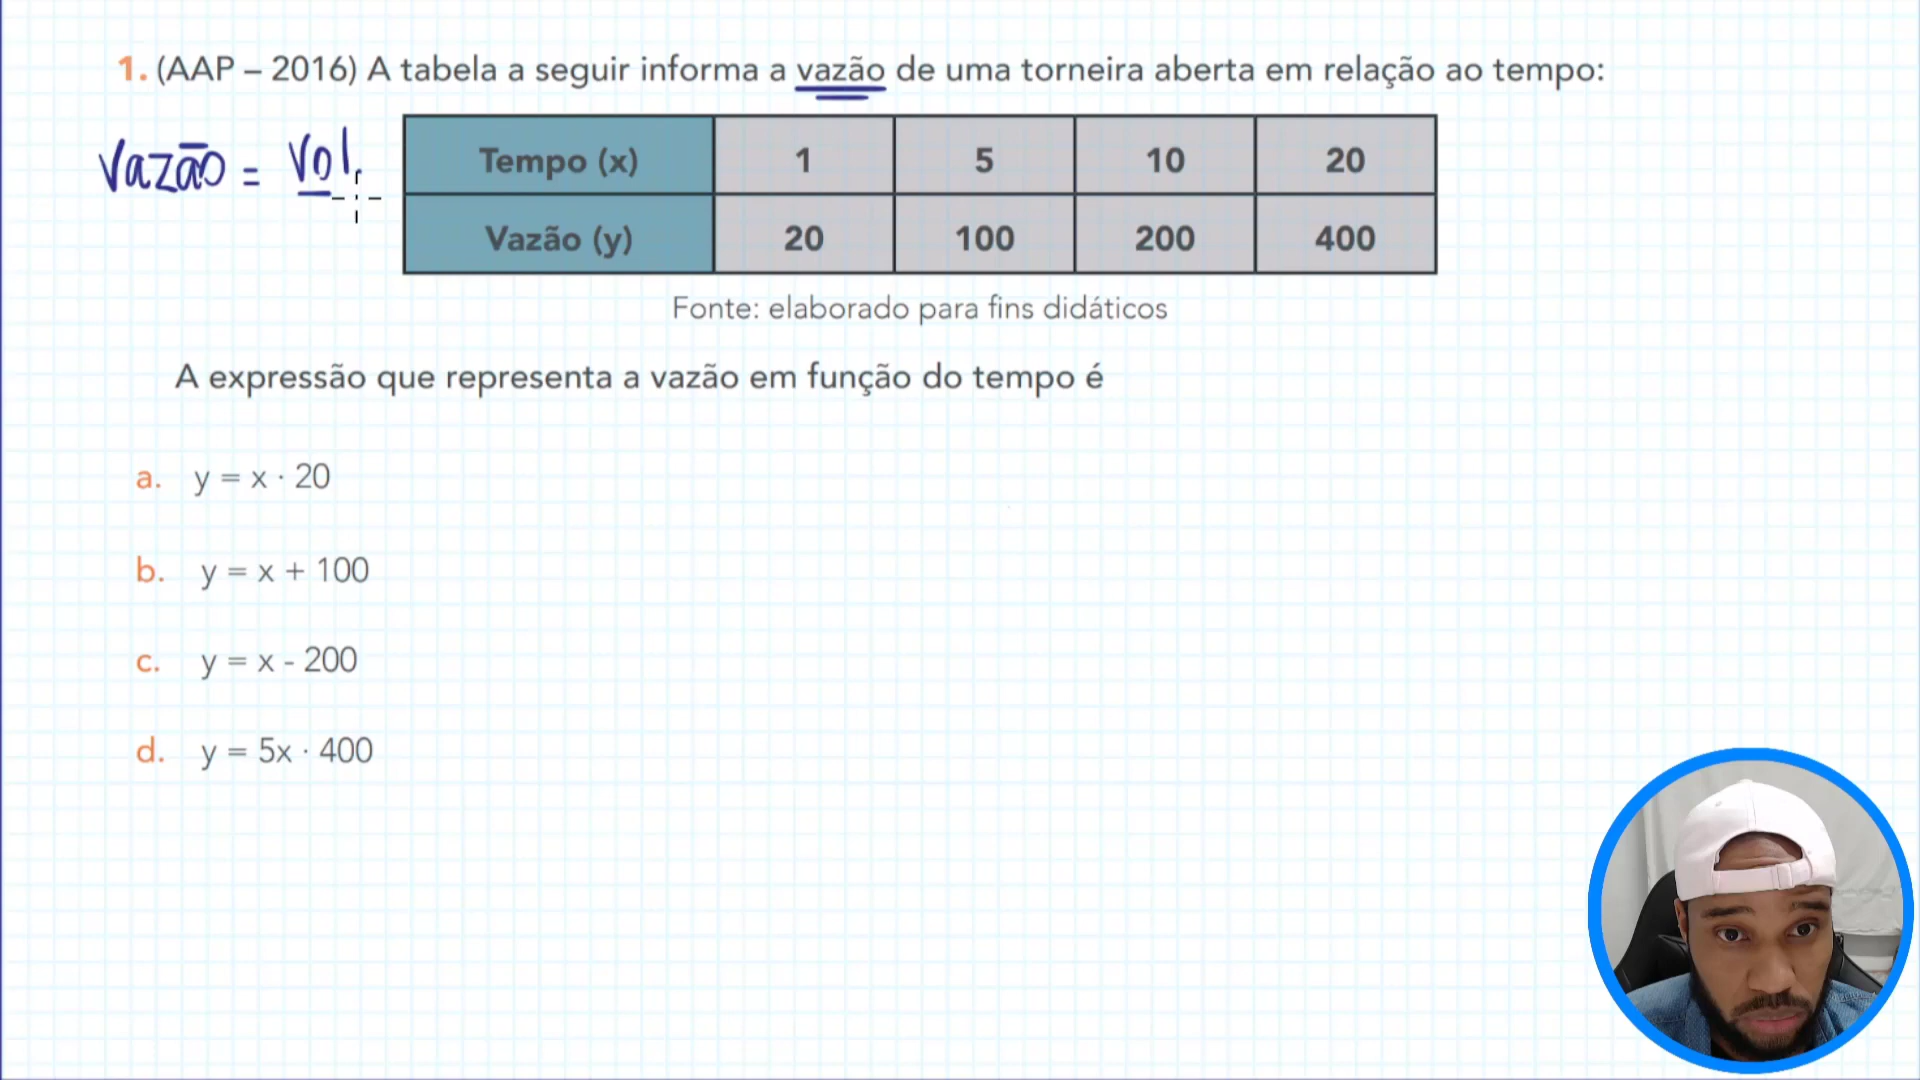 1. (AAP – 2016) A tabela a seguir informa a vazão de uma torneira aberta em relação ao tempo:
vazão = Vol.
Tempo (x) 1 5 10 20
Vazão (y) 20 100 200 400
Fonte: elaborado para fins didáticos
A expressão que representa a vazão em função do tempo é
a. y = x · 20
b. y = x + 100
c. y = x - 200
d. y = 5x · 400